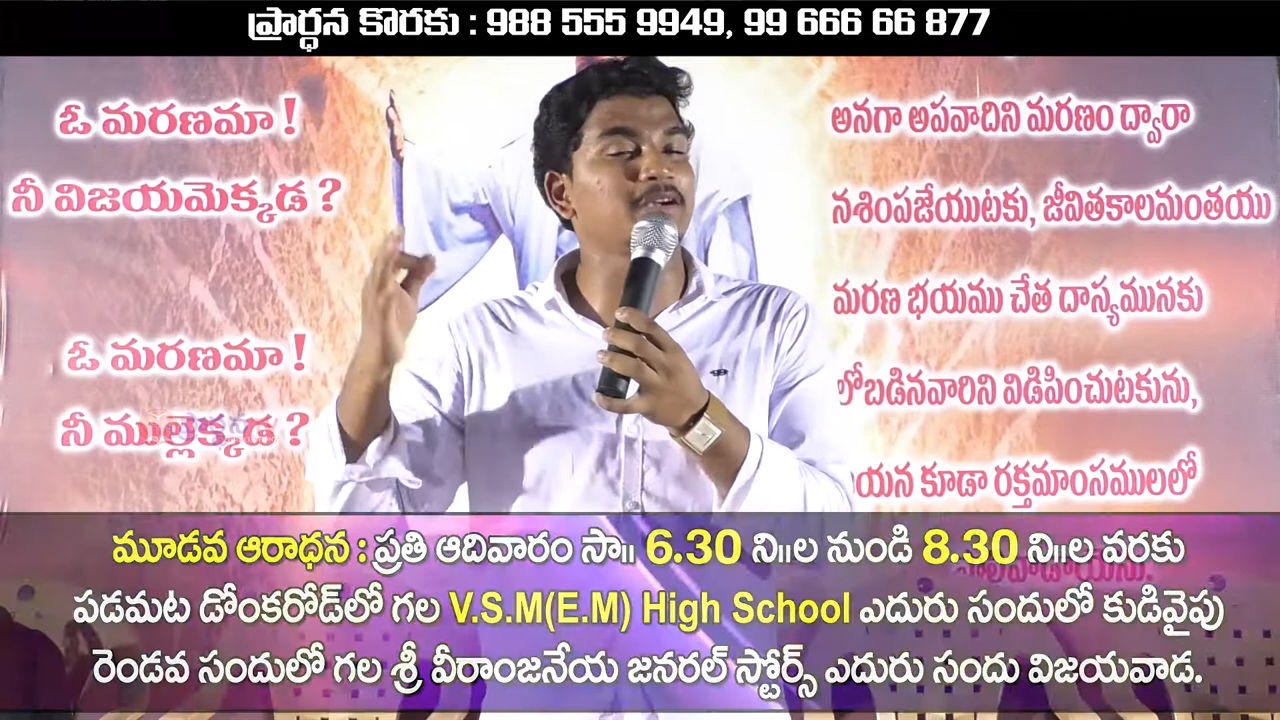 ప్రార్ధన కొరకు : 988 555 9949, 99 666 66 877
ఓ మరణమా !
నీ విజయమెక్కడ ?
ఓ మరణమా !
నీ ముల్లెక్కడ ?
అనగా అపవాదిని మరణం ద్వారా
నశింపజేయుటకు, జీవితకాలమంతయు
మరణ భయము చేత దాస్యమునకు
లోబడినవారిని విడిపించుటకును,
యన కూడా రక్తమాంసములలో
మూడవ ఆరాధన : ప్రతి ఆదివారం సా॥ 6.30 ని॥ల నుండి 8.30 ని॥ల వరకు
పడమట డోంకరోడ్‌లో గల V.S.M(E.M) High School ఎదురు సందులో కుడివైపు
రెండవ సందులో గల శ్రీ వీరాంజనేయ జనరల్ స్టోర్స్ ఎదురు సందు విజయవాడ.